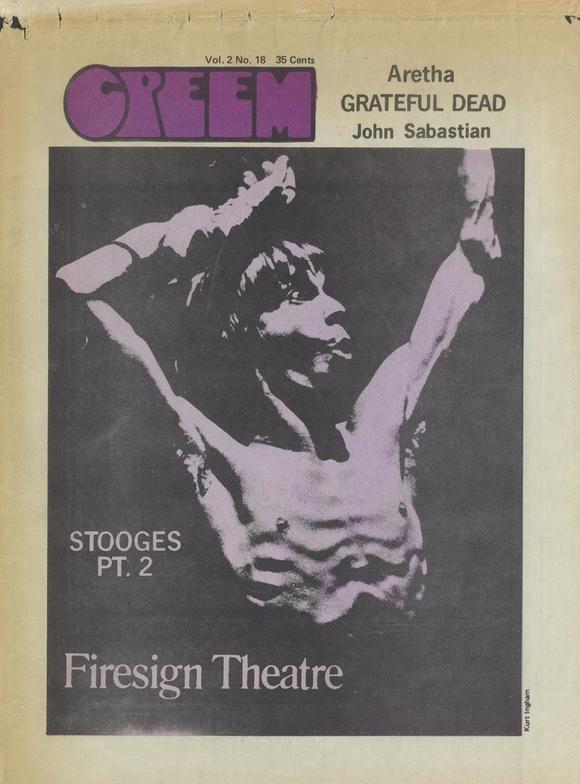 Vol. 2 No. 18 35 Cents
CREEM
Aretha
GRATEFUL DEAD
John Sabastian
STOOGES
PT. 2
Firesign Theatre
Kurt Ingham